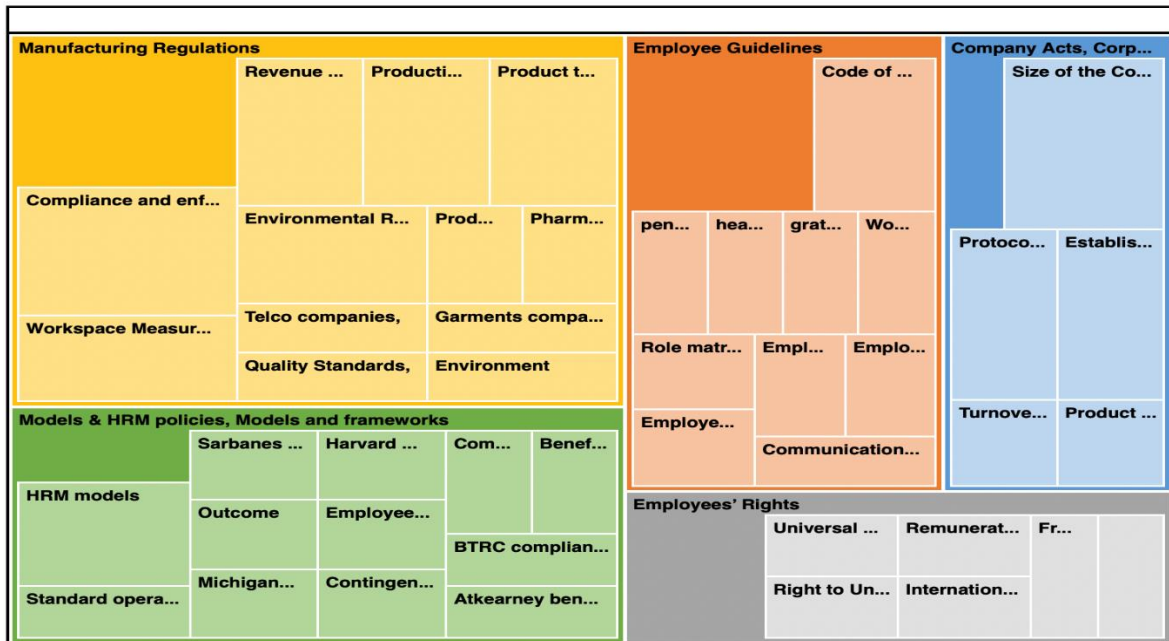 Manufacturing Regulations
Revenue ...
Producti...
Product t...
Compliance and enf...
Environmental R...
Prod...
Pharm...
Workspace Measur...
Telco companies,
Garments compa...
Quality Standards,
Environment
Employee Guidelines
Code of ...
pen...
hea...
grat...
Wo...
Role matr...
Empl...
Emplo...
Employe...
Communication...
Company Acts, Corp...
Size of the Co...
Protoco...
Establis...
Turnove...
Product ...
Models & HRM policies, Models and frameworks
Sarbanes ...
Harvard ...
Com...
Benef...
HRM models
Outcome
Employee...
BTRC complian...
Standard opera...
Michigan...
Contingen...
Atkearney ben...
Employees’ Rights
Universal ...
Remunerat...
Fr...
Right to Un...
Internation...